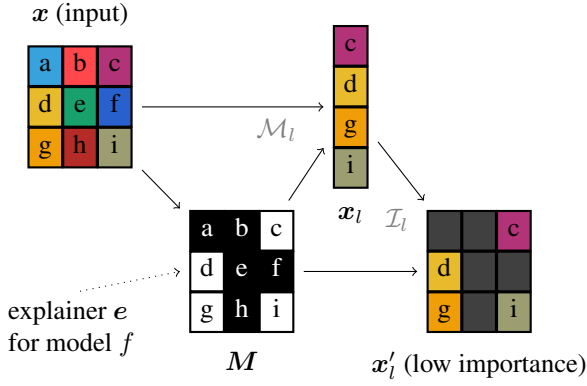 x (input)
a b c
d e f
g h i
c
d
g
i
ℳ_l
x_l
ℐ_l
a b c
d e f
g h i
M
explainer e
for model f
c
d
g i
x′_l (low importance)